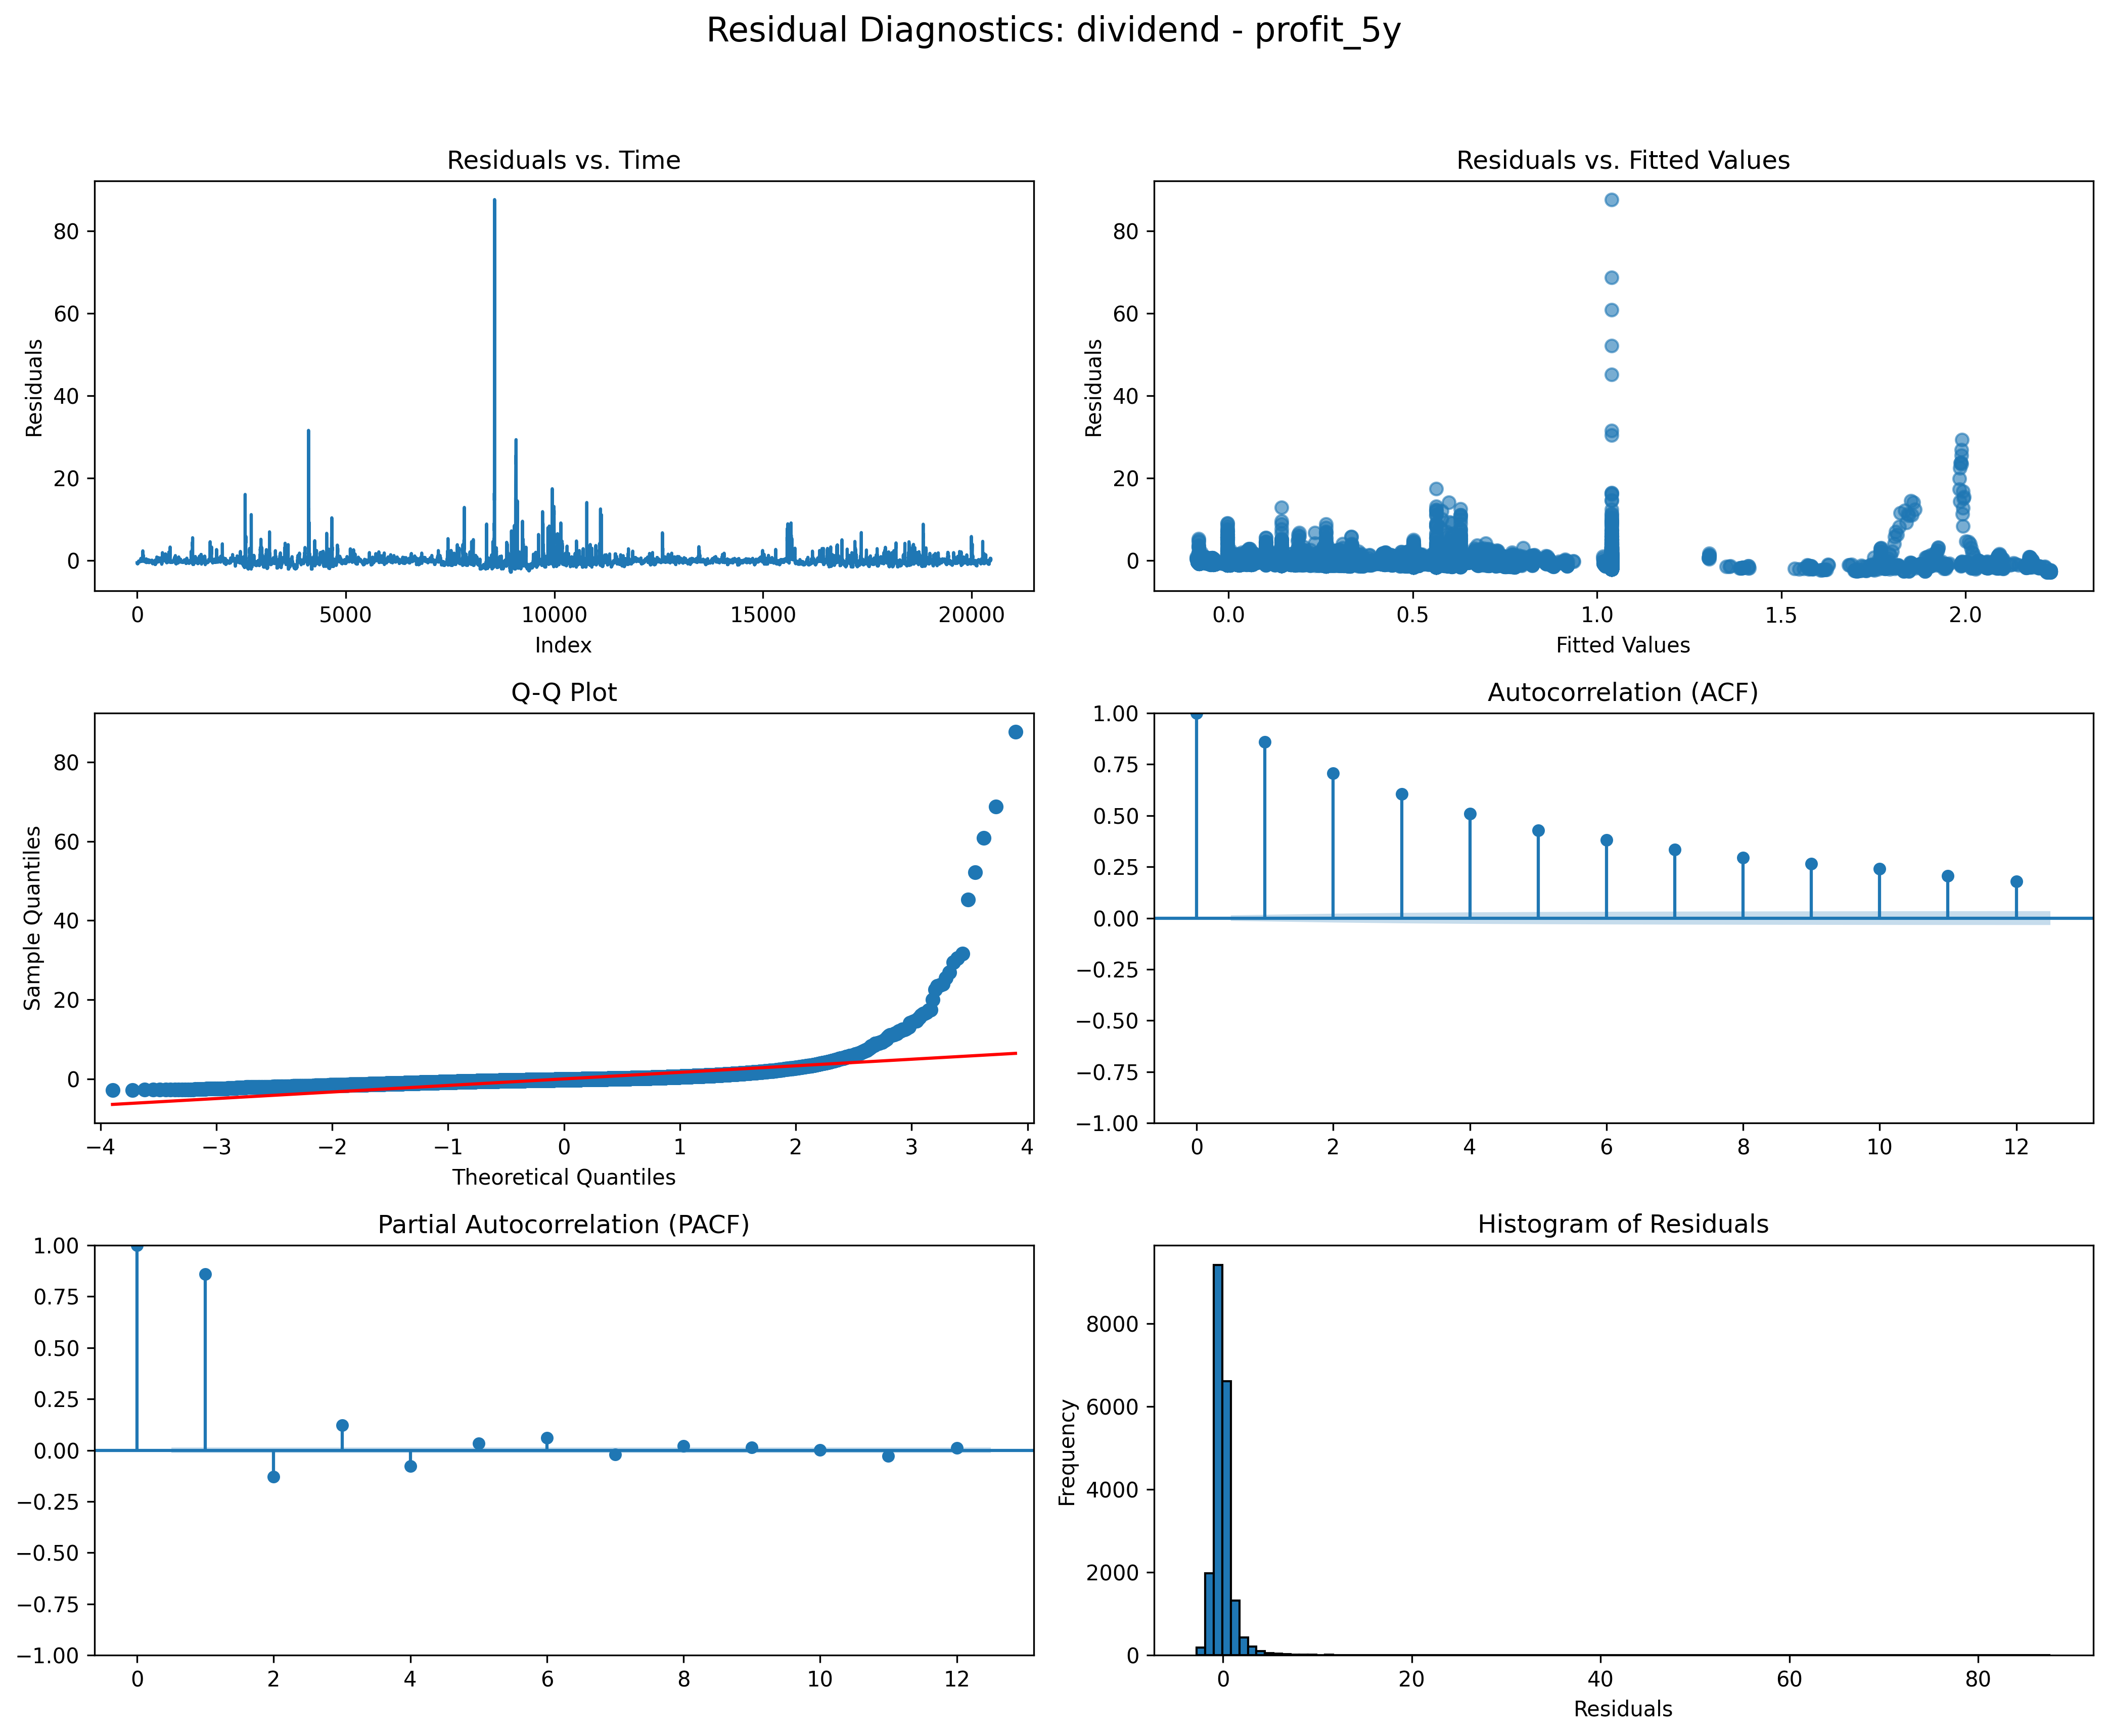 Residual Diagnostics: dividend - profit_5y
Residuals vs. Time
80
60
40
20
0
Residuals
0 5000 10000 15000 20000
Index
Residuals vs. Fitted Values
80
60
40
20
0
Residuals
0.0 0.5 1.0 1.5 2.0
Fitted Values
Q-Q Plot
80
60
40
20
0
Sample Quantiles
−4 −3 −2 −1 0 1 2 3 4
Theoretical Quantiles
Autocorrelation (ACF)
1.00
0.75
0.50
0.25
0.00
−0.25
−0.50
−0.75
−1.00
0 2 4 6 8 10 12
Partial Autocorrelation (PACF)
1.00
0.75
0.50
0.25
0.00
−0.25
−0.50
−0.75
−1.00
0 2 4 6 8 10 12
Histogram of Residuals
8000
6000
4000
2000
0
Frequency
0 20 40 60 80
Residuals